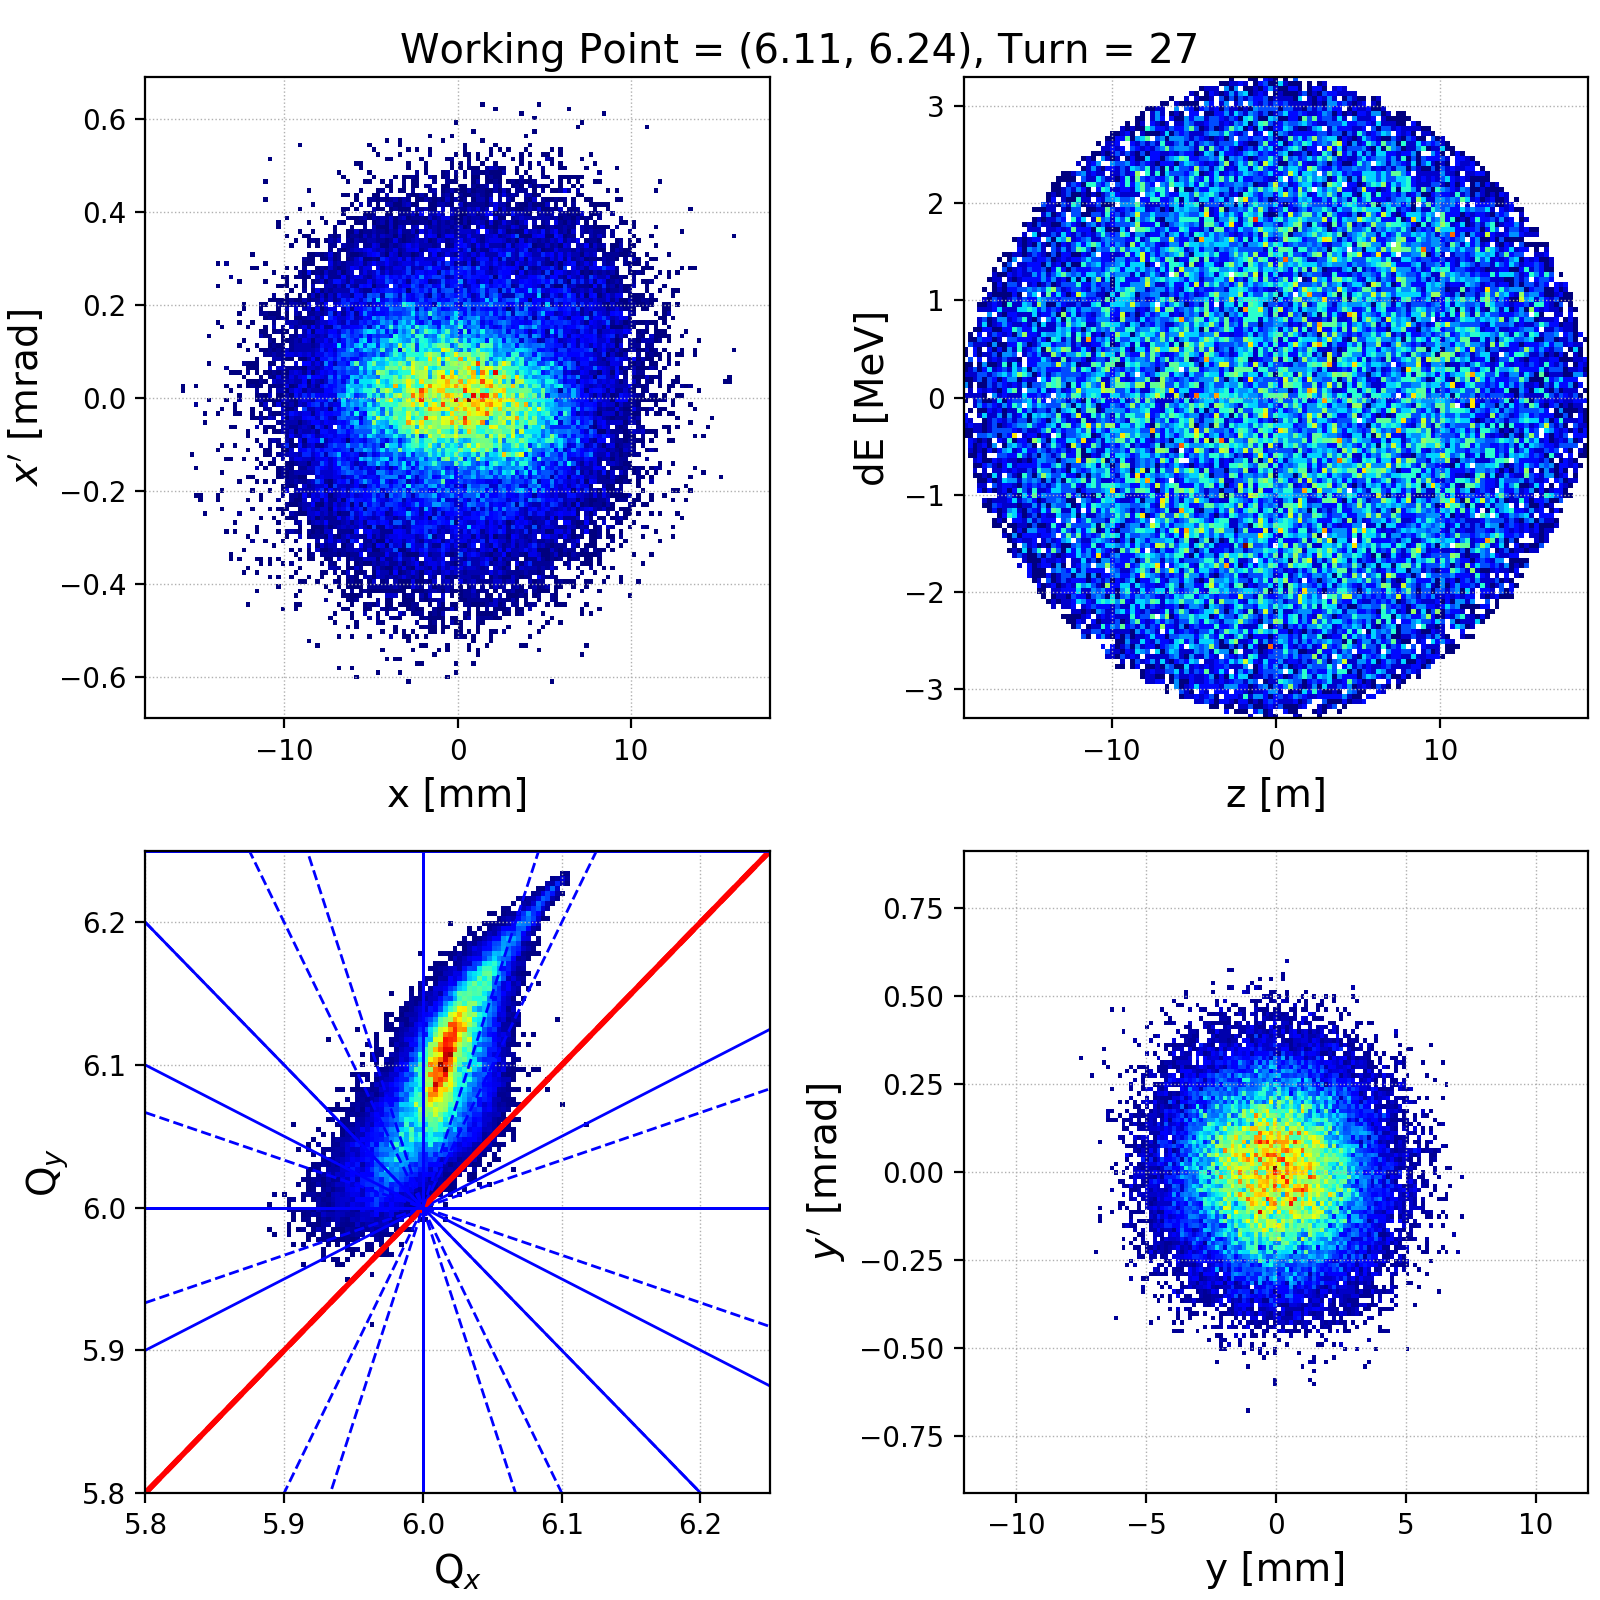 Working Point = (6.11, 6.24), Turn = 27
0.6
0.4
0.2
0.0
−0.2
−0.4
−0.6
x′ [mrad]
−10 0 10
x [mm]
3
2
1
0
−1
−2
−3
dE [MeV]
−10 0 10
z [m]
6.2
6.1
6.0
5.9
5.8
Qy
5.8 5.9 6.0 6.1 6.2
Qx
0.75
0.50
0.25
0.00
−0.25
−0.50
−0.75
y′ [mrad]
−10 −5 0 5 10
y [mm]